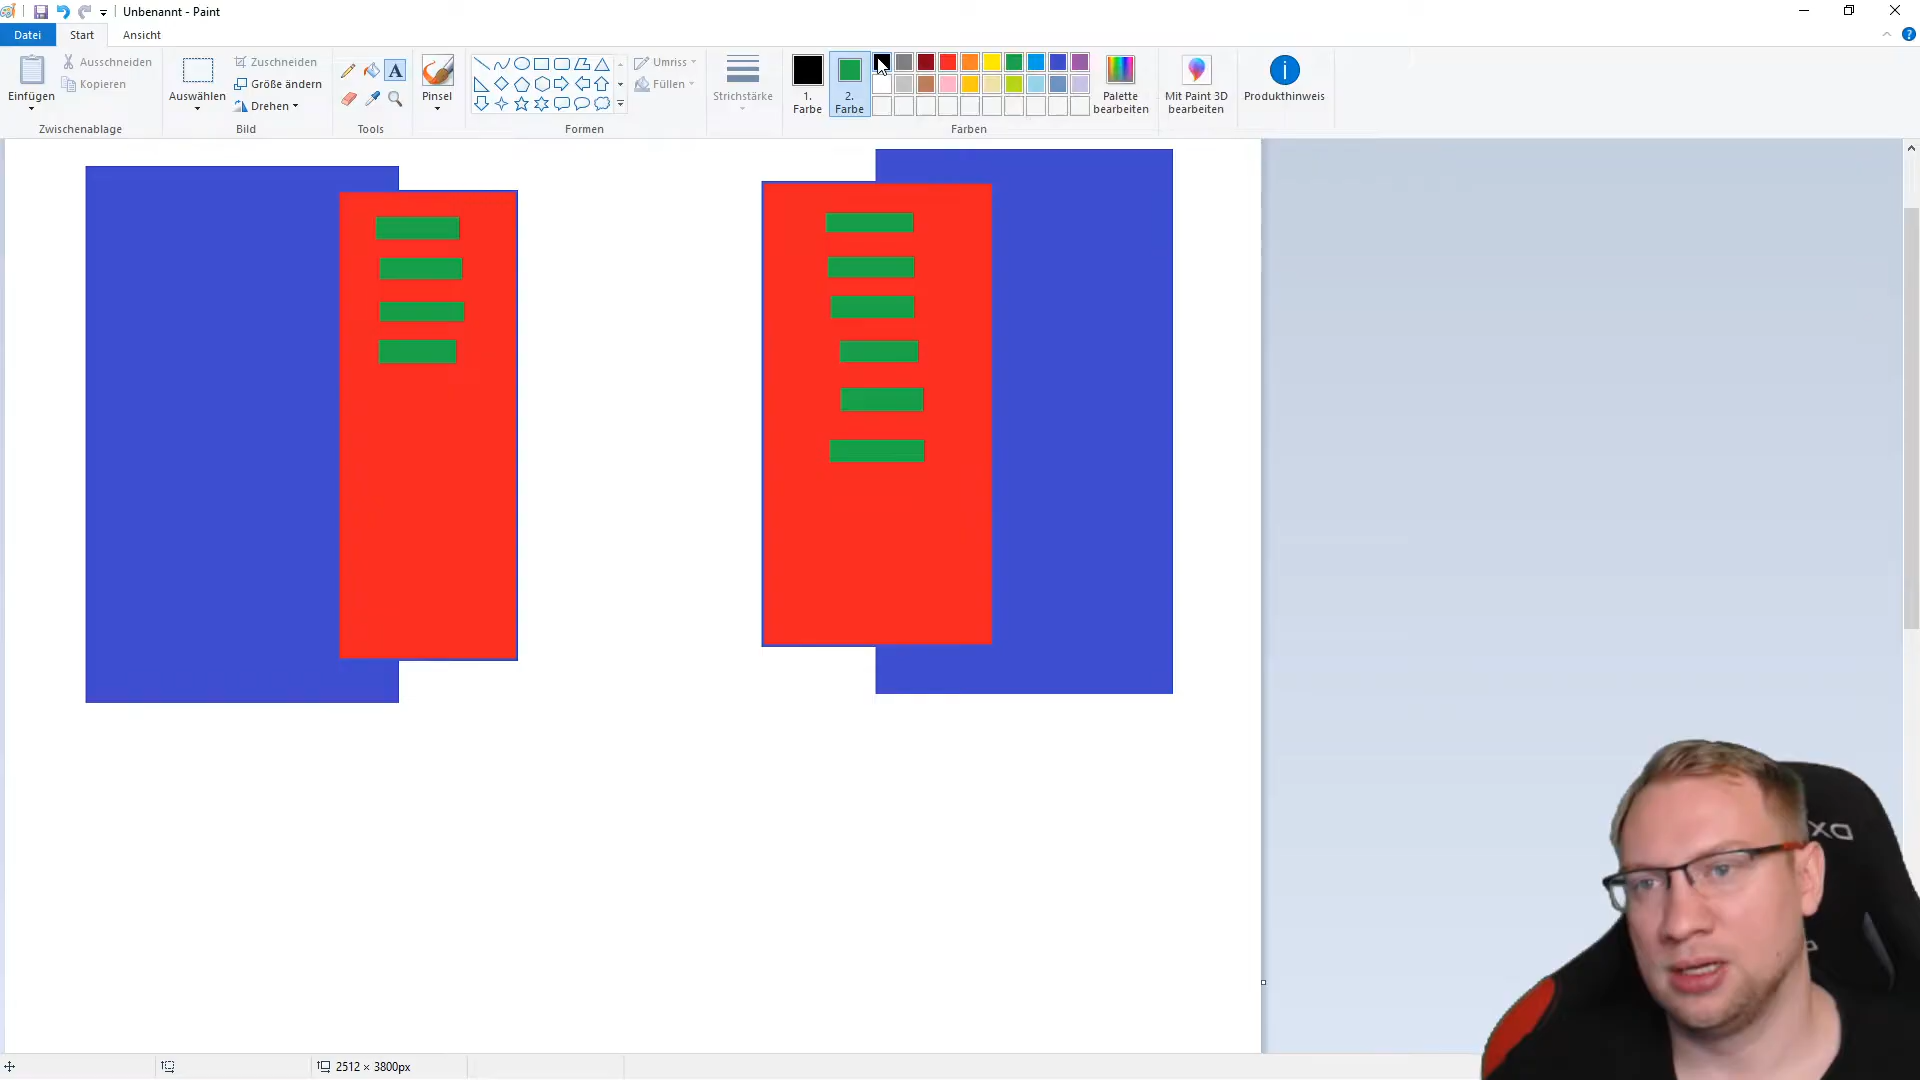 Unbenannt - Paint
Datei Start Ansicht
Einfügen
Ausschneiden
Kopieren
Zwischenablage
Auswählen
Zuschneiden
Größe ändern
Drehen
Bild
A
Tools
Pinsel
Formen
Umriss
Füllen
Strichstärke
1.
Farbe
2.
Farbe
Farben
Palette
bearbeiten
Mit Paint 3D
bearbeiten
Produkthinweis
2512 × 3800px
DX